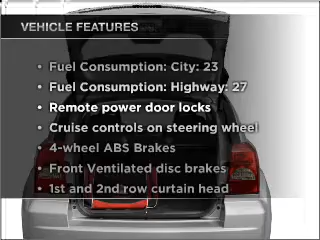 VEHICLE FEATURES
• Fuel Consumption: City: 23
• Fuel Consumption: Highway: 27
• Remote power door locks
• Cruise controls on steering wheel
• 4-wheel ABS Brakes
• Front Ventilated disc brakes
• 1st and 2nd row curtain head